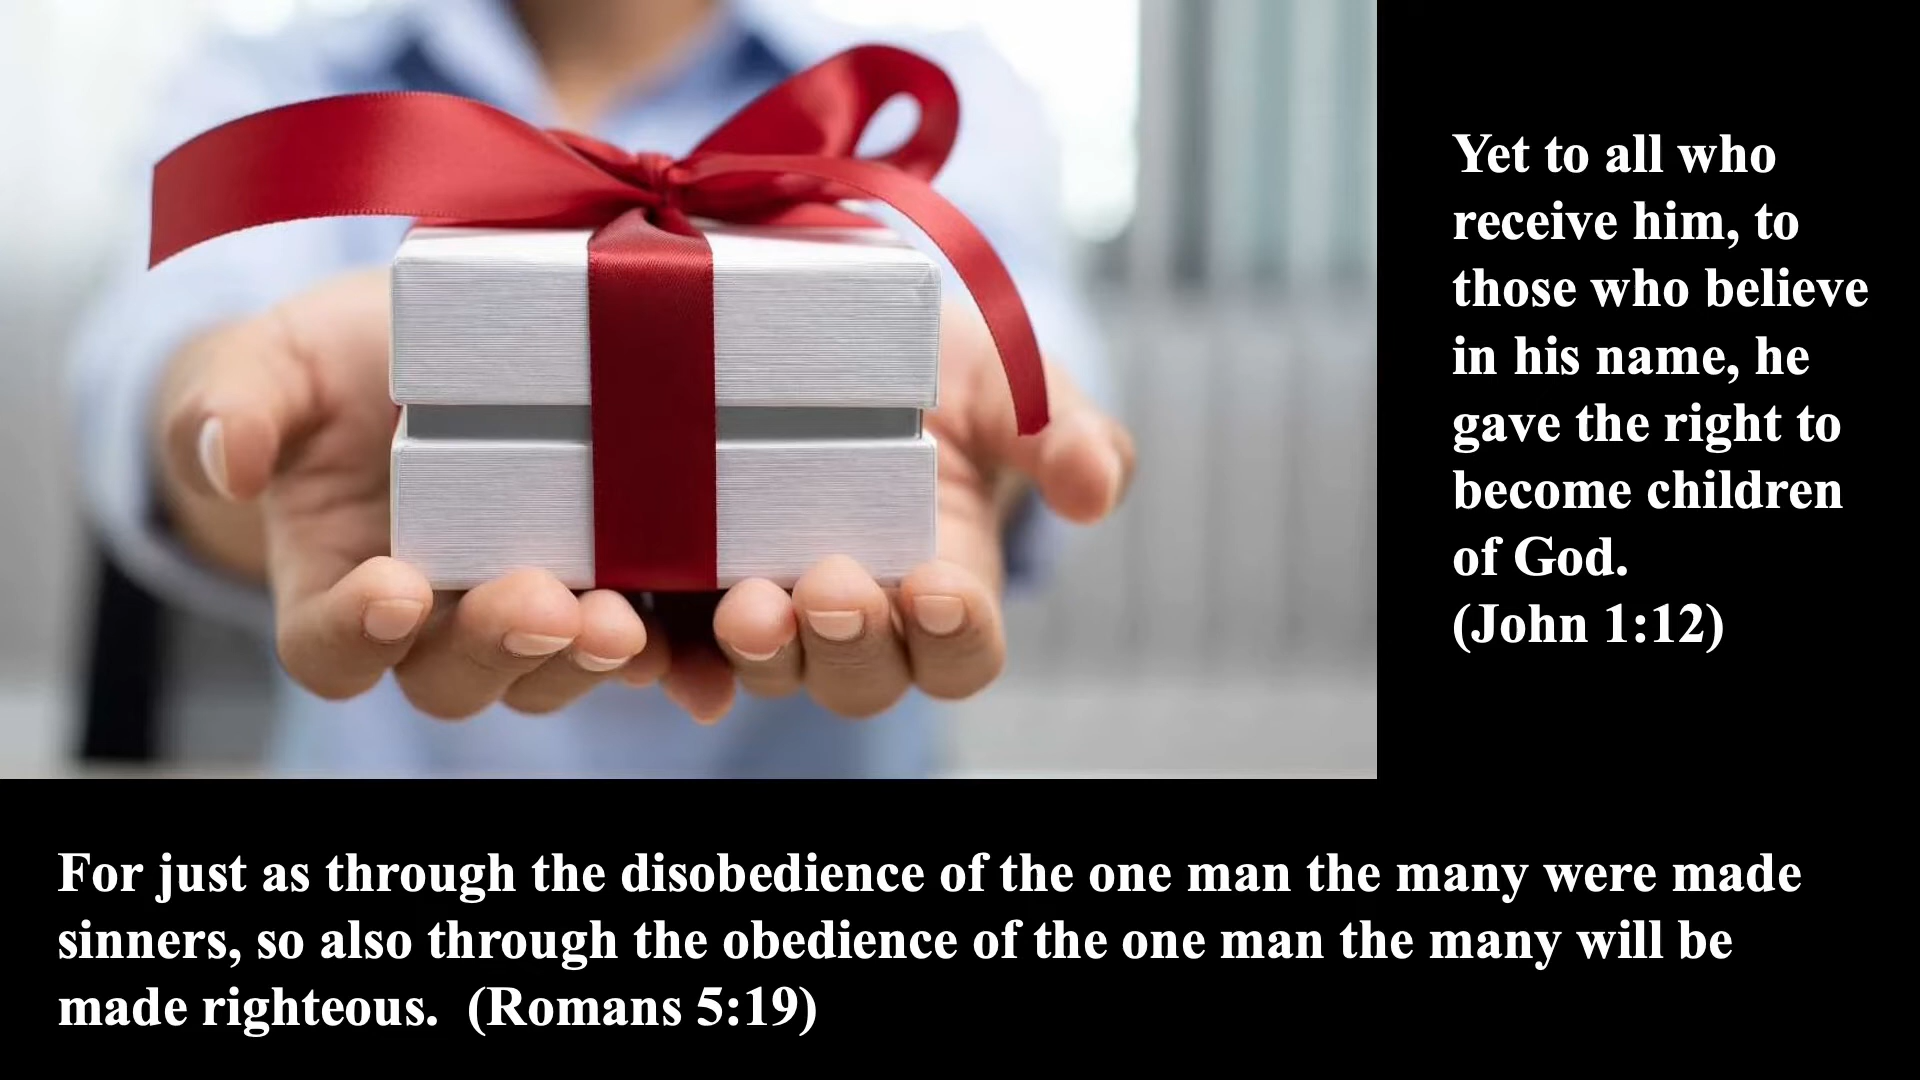 Yet to all who
receive him, to
those who believe
in his name, he
gave the right to
become children
of God.
(John 1:12)
For just as through the disobedience of the one man the many were made
sinners, so also through the obedience of the one man the many will be
made righteous.  (Romans 5:19)